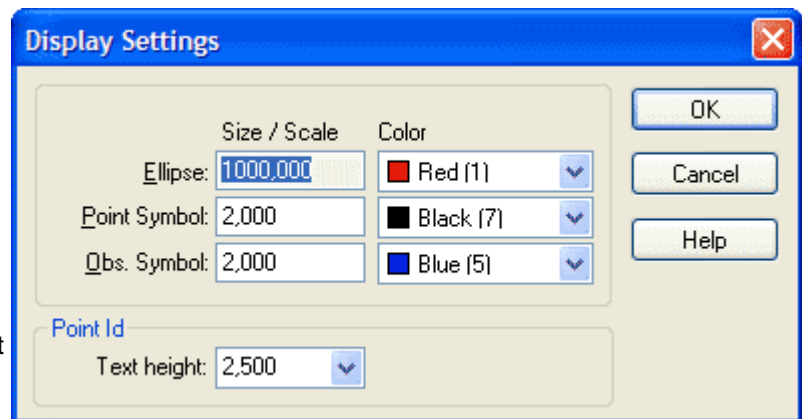 Display Settings
Size / Scale Color
Ellipse: 1000,000 Red (1)
Point Symbol: 2,000 Black (7)
Obs. Symbol: 2,000 Blue (5)
Point Id
Text height: 2,500
OK
Cancel
Help
t